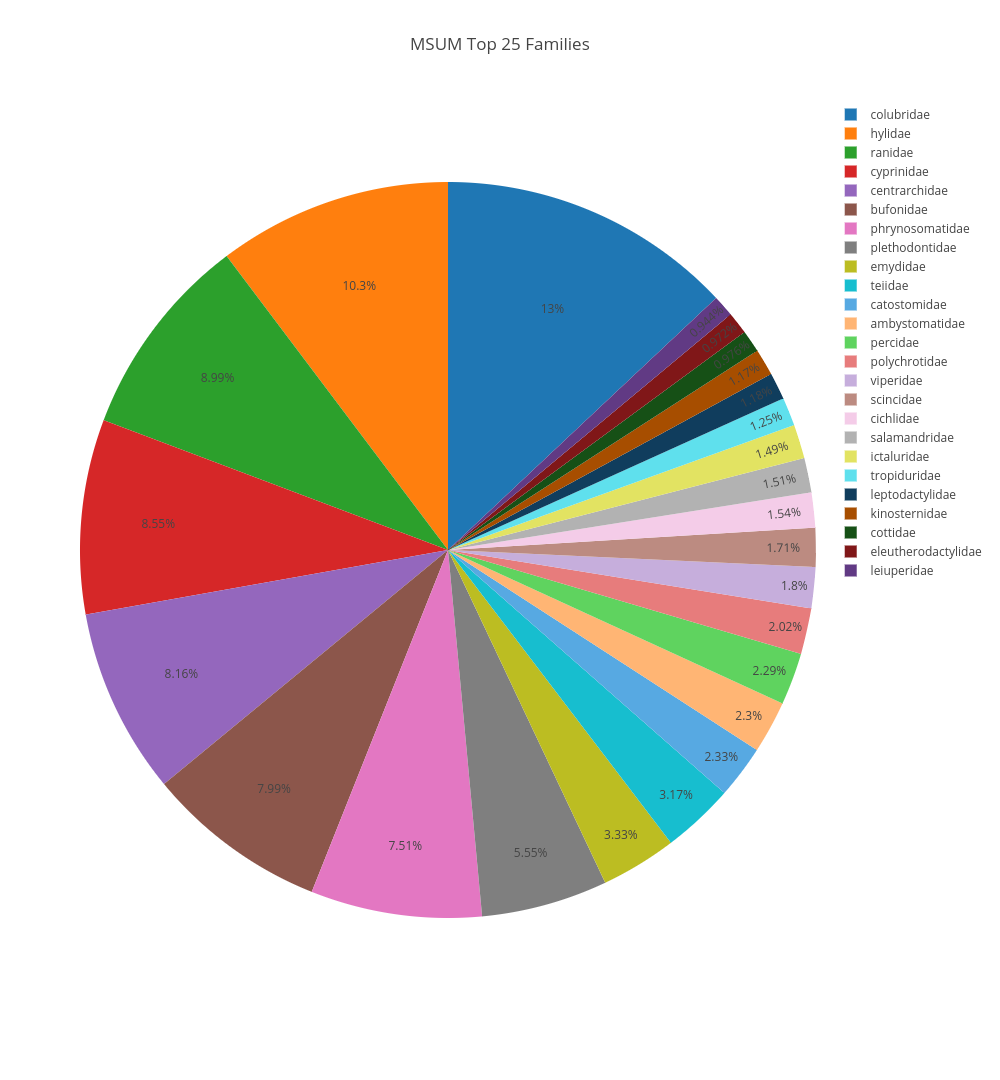 MSUM Top 25 Families
colubridae
hylidae
ranidae
cyprinidae
centrarchidae
bufonidae
phrynosomatidae
plethodontidae
emydidae
teiidae
catostomidae
ambystomatidae
percidae
polychrotidae
viperidae
scincidae
cichlidae
salamandridae
ictaluridae
tropiduridae
leptodactylidae
kinosternidae
cottidae
eleutherodactylidae
leiuperidae
13%
10.3%
8.99%
8.55%
8.16%
7.99%
7.51%
5.55%
3.33%
3.17%
2.33%
2.3%
2.29%
2.02%
1.8%
1.71%
1.54%
1.51%
1.49%
1.25%
1.18%
1.17%